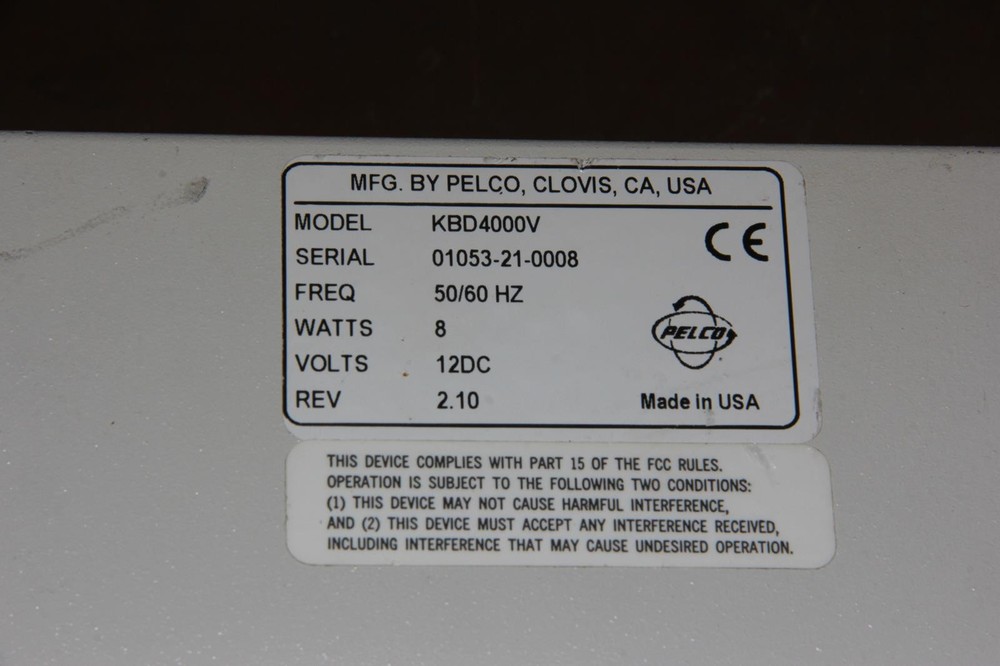 MFG. BY PELCO, CLOVIS, CA, USA
MODEL KBD4000V
SERIAL 01053-21-0008
FREQ 50/60 HZ
WATTS 8
VOLTS 12DC
REV 2.10
CE
PELCO
Made in USA
THIS DEVICE COMPLIES WITH PART 15 OF THE FCC RULES.
OPERATION IS SUBJECT TO THE FOLLOWING TWO CONDITIONS:
(1) THIS DEVICE MAY NOT CAUSE HARMFUL INTERFERENCE,
AND (2) THIS DEVICE MUST ACCEPT ANY INTERFERENCE RECEIVED,
INCLUDING INTERFERENCE THAT MAY CAUSE UNDESIRED OPERATION.